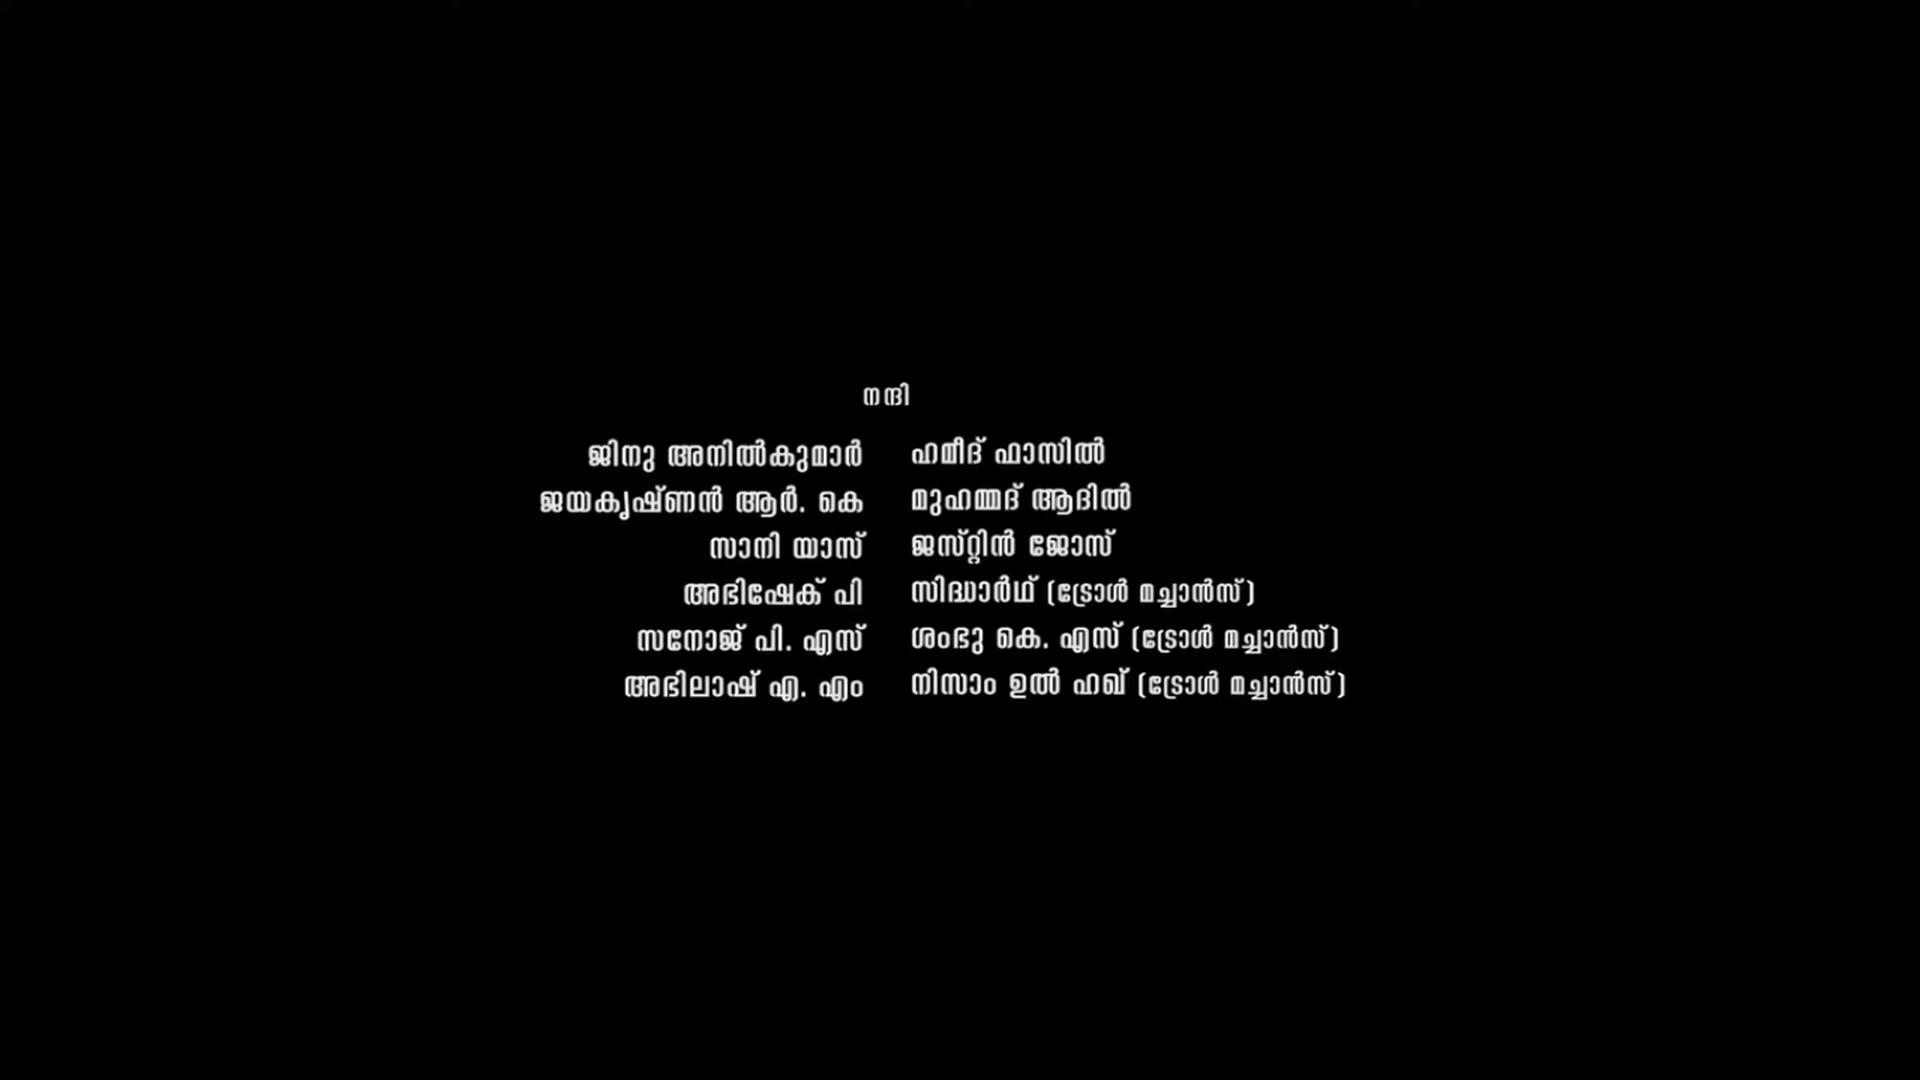 നന്ദി
ജിനു അനിൽകുമാർ ഹമീദ് ഫാസിൽ
ജയകൃഷ്ണൻ ആർ. കെ മുഹമ്മദ് ആദിൽ
സാനി യാസ് ജസ്റ്റിൻ ജോസ്
അഭിഷേക് പി സിദ്ധാർഥ് (ട്രോൾ മച്ചാൻസ്)
സനോജ് പി. എസ് ശംഭു കെ. എസ് (ട്രോൾ മച്ചാൻസ്)
അഭിലാഷ് എ. എം നിസാം ഉൽ ഹഖ് (ട്രോൾ മച്ചാൻസ്)